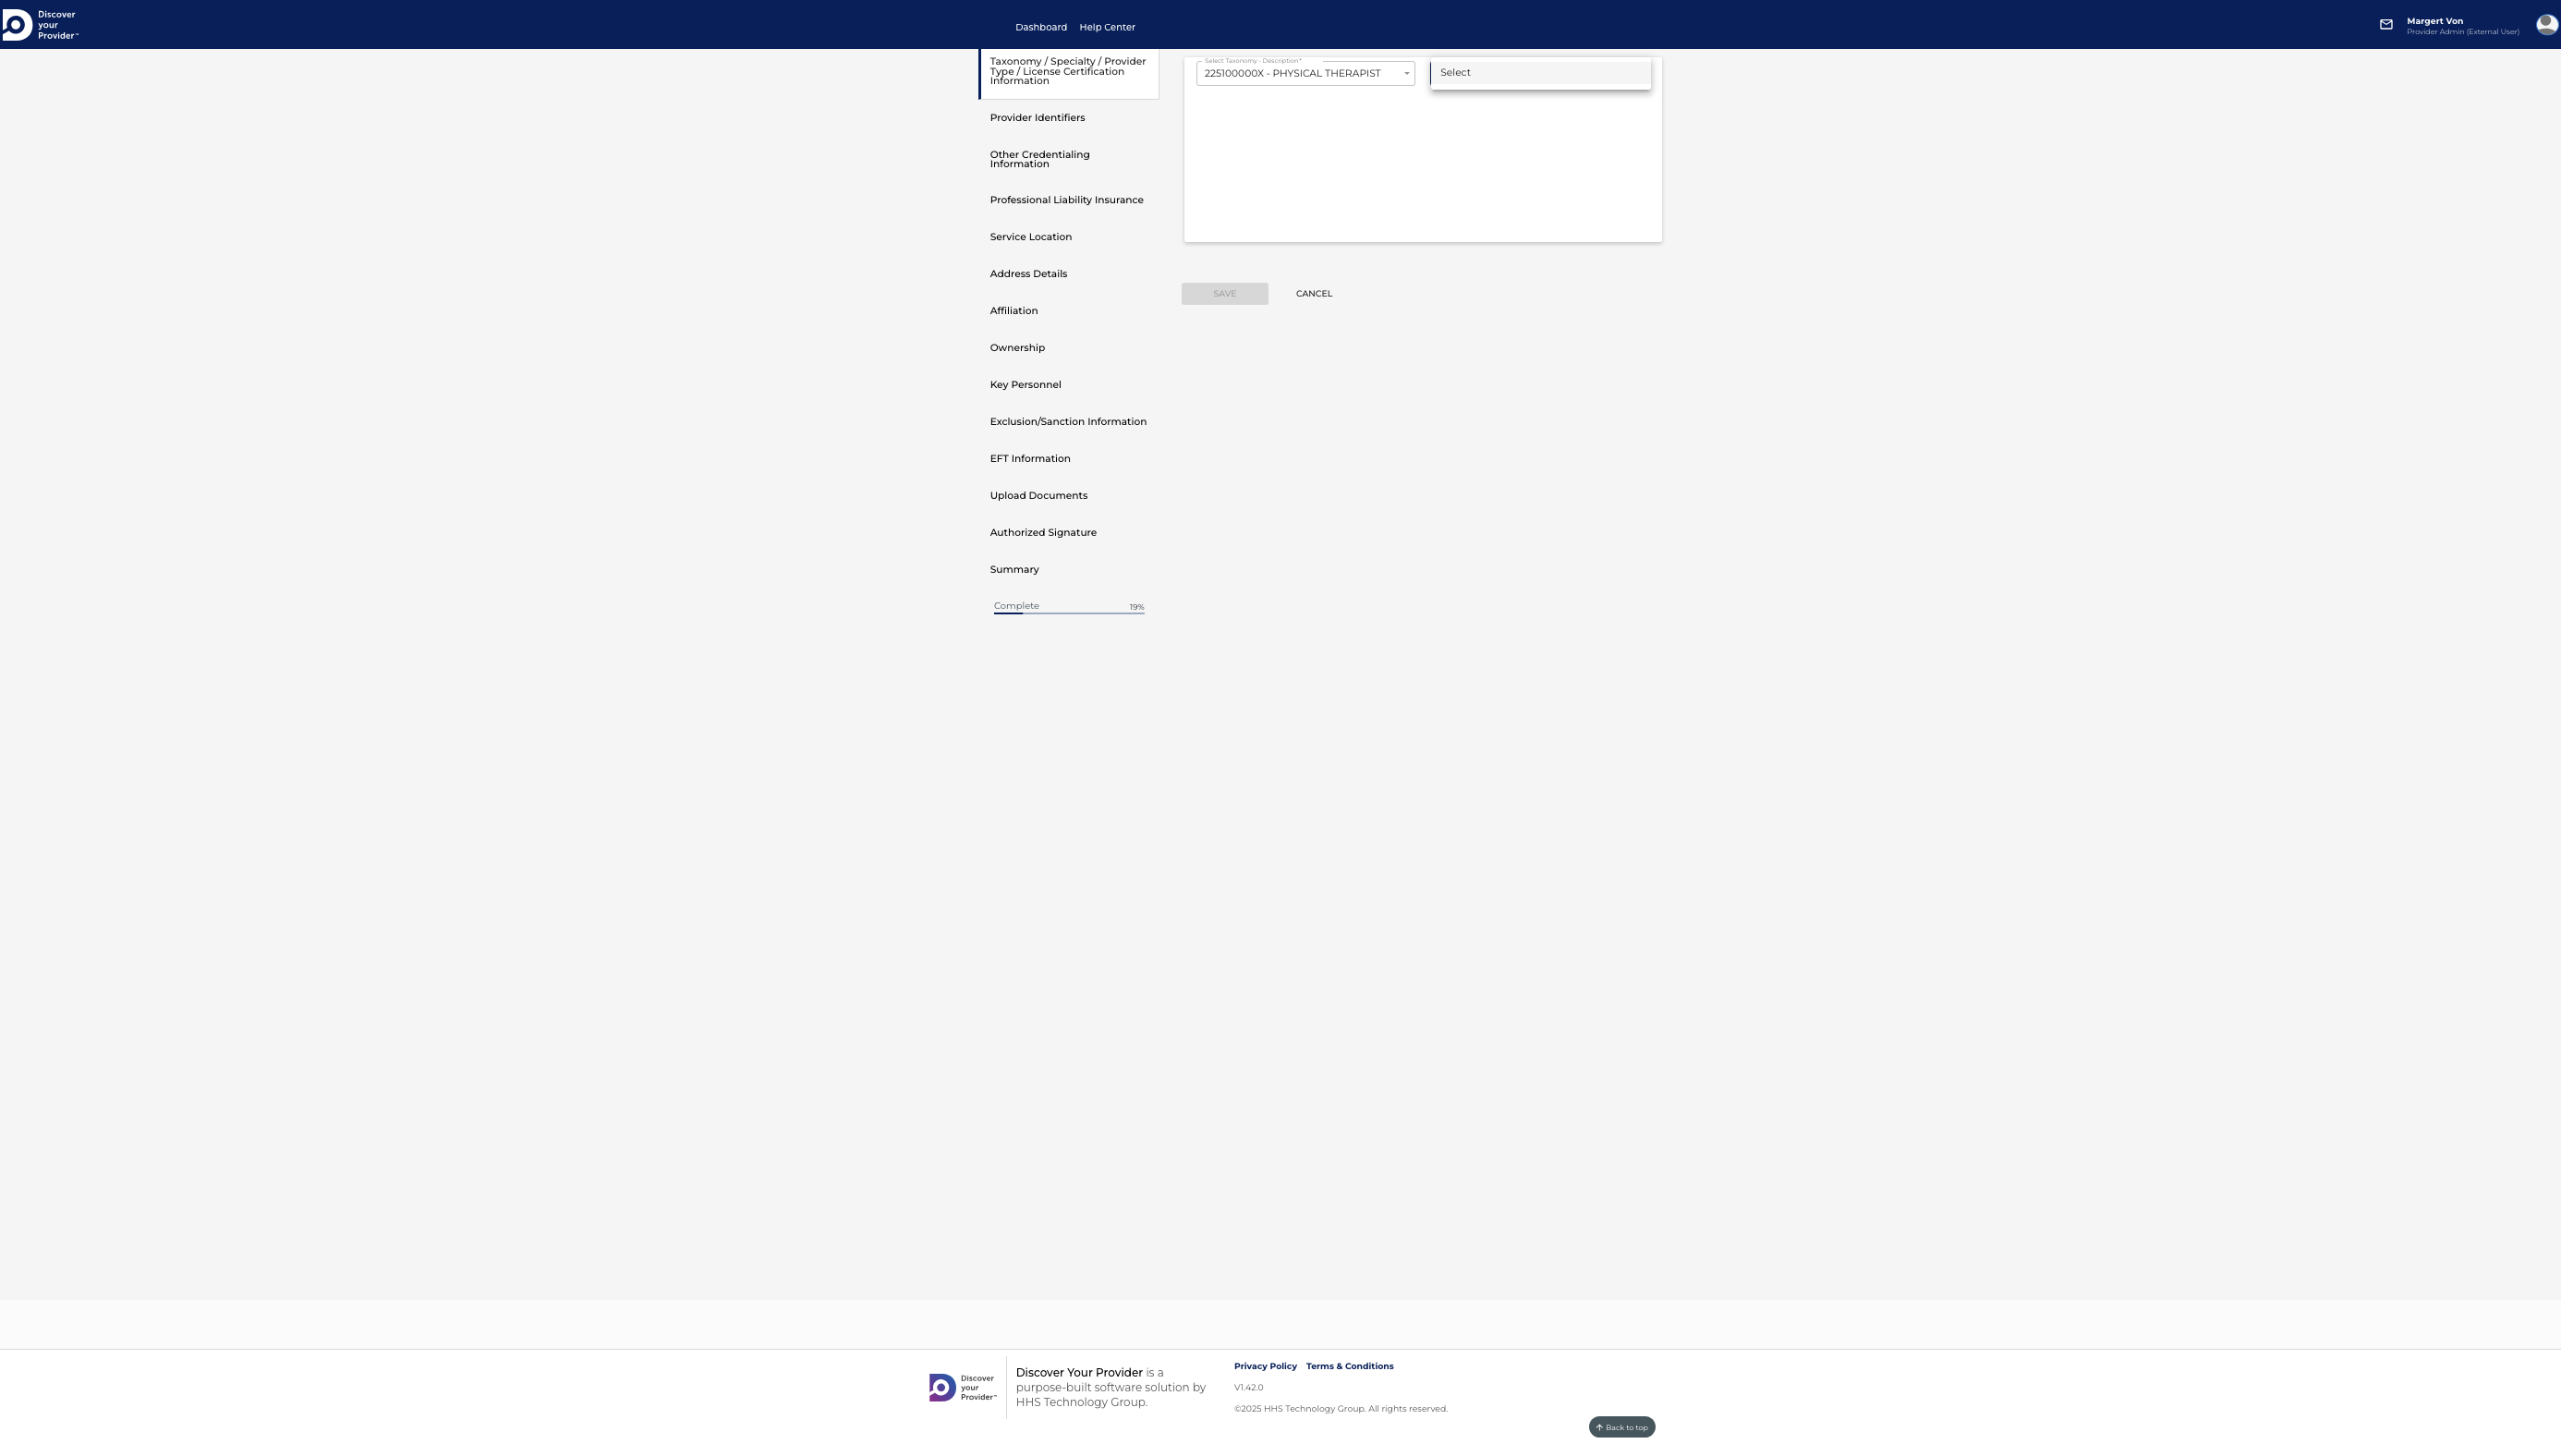 Discover
your
Provider™
Dashboard
Help Center
Margert Von
Provider Admin (External User)
Taxonomy / Specialty / Provider
Type / License Certification
Information
Provider Identifiers
Other Credentialing
Information
Professional Liability Insurance
Service Location
Address Details
Affiliation
Ownership
Key Personnel
Exclusion/Sanction Information
EFT Information
Upload Documents
Authorized Signature
Summary
Complete 19%
Select Taxonomy - Description*
225100000X - PHYSICAL THERAPIST
Select
SAVE
CANCEL
Discover
your
Provider™
Discover Your Provider is a
purpose-built software solution by
HHS Technology Group.
Privacy Policy
Terms & Conditions
V1.42.0
©2025 HHS Technology Group. All rights reserved.
Back to top